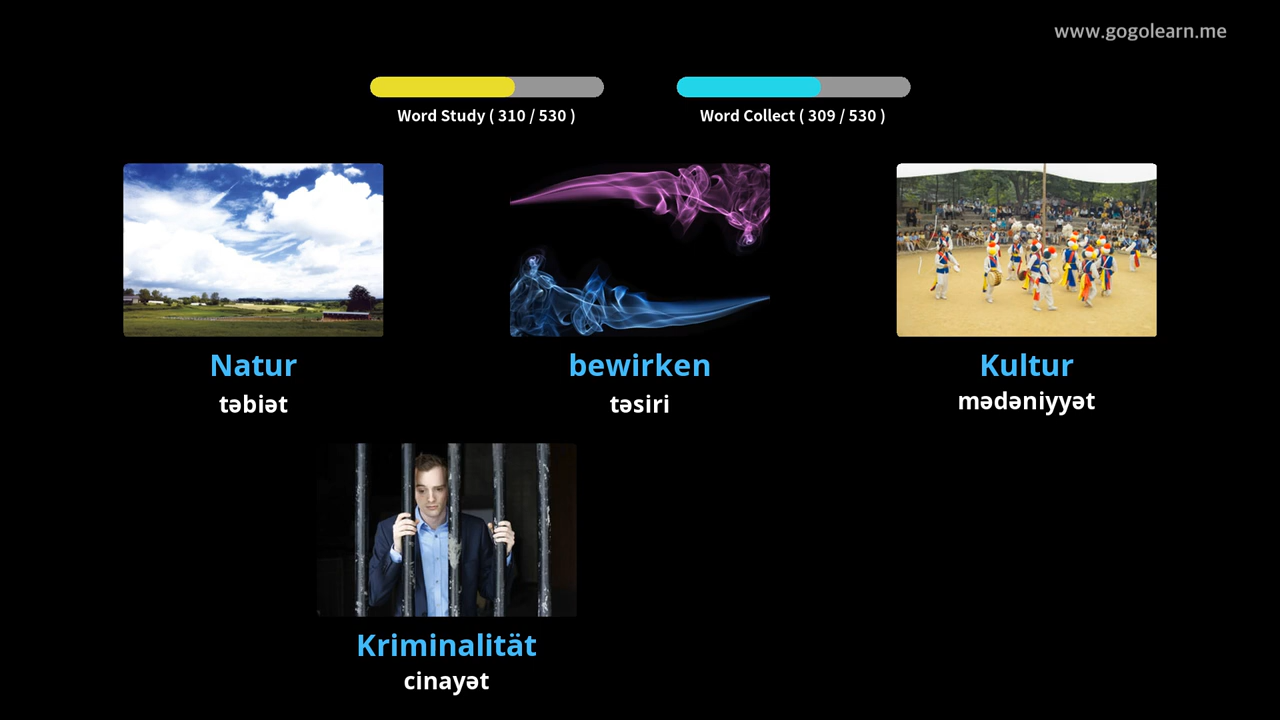 www.gogolearn.me
Word Study ( 310 / 530 )
Word Collect ( 309 / 530 )
Natur
təbiət
bewirken
təsiri
Kultur
mədəniyyət
Kriminalität
cinayət